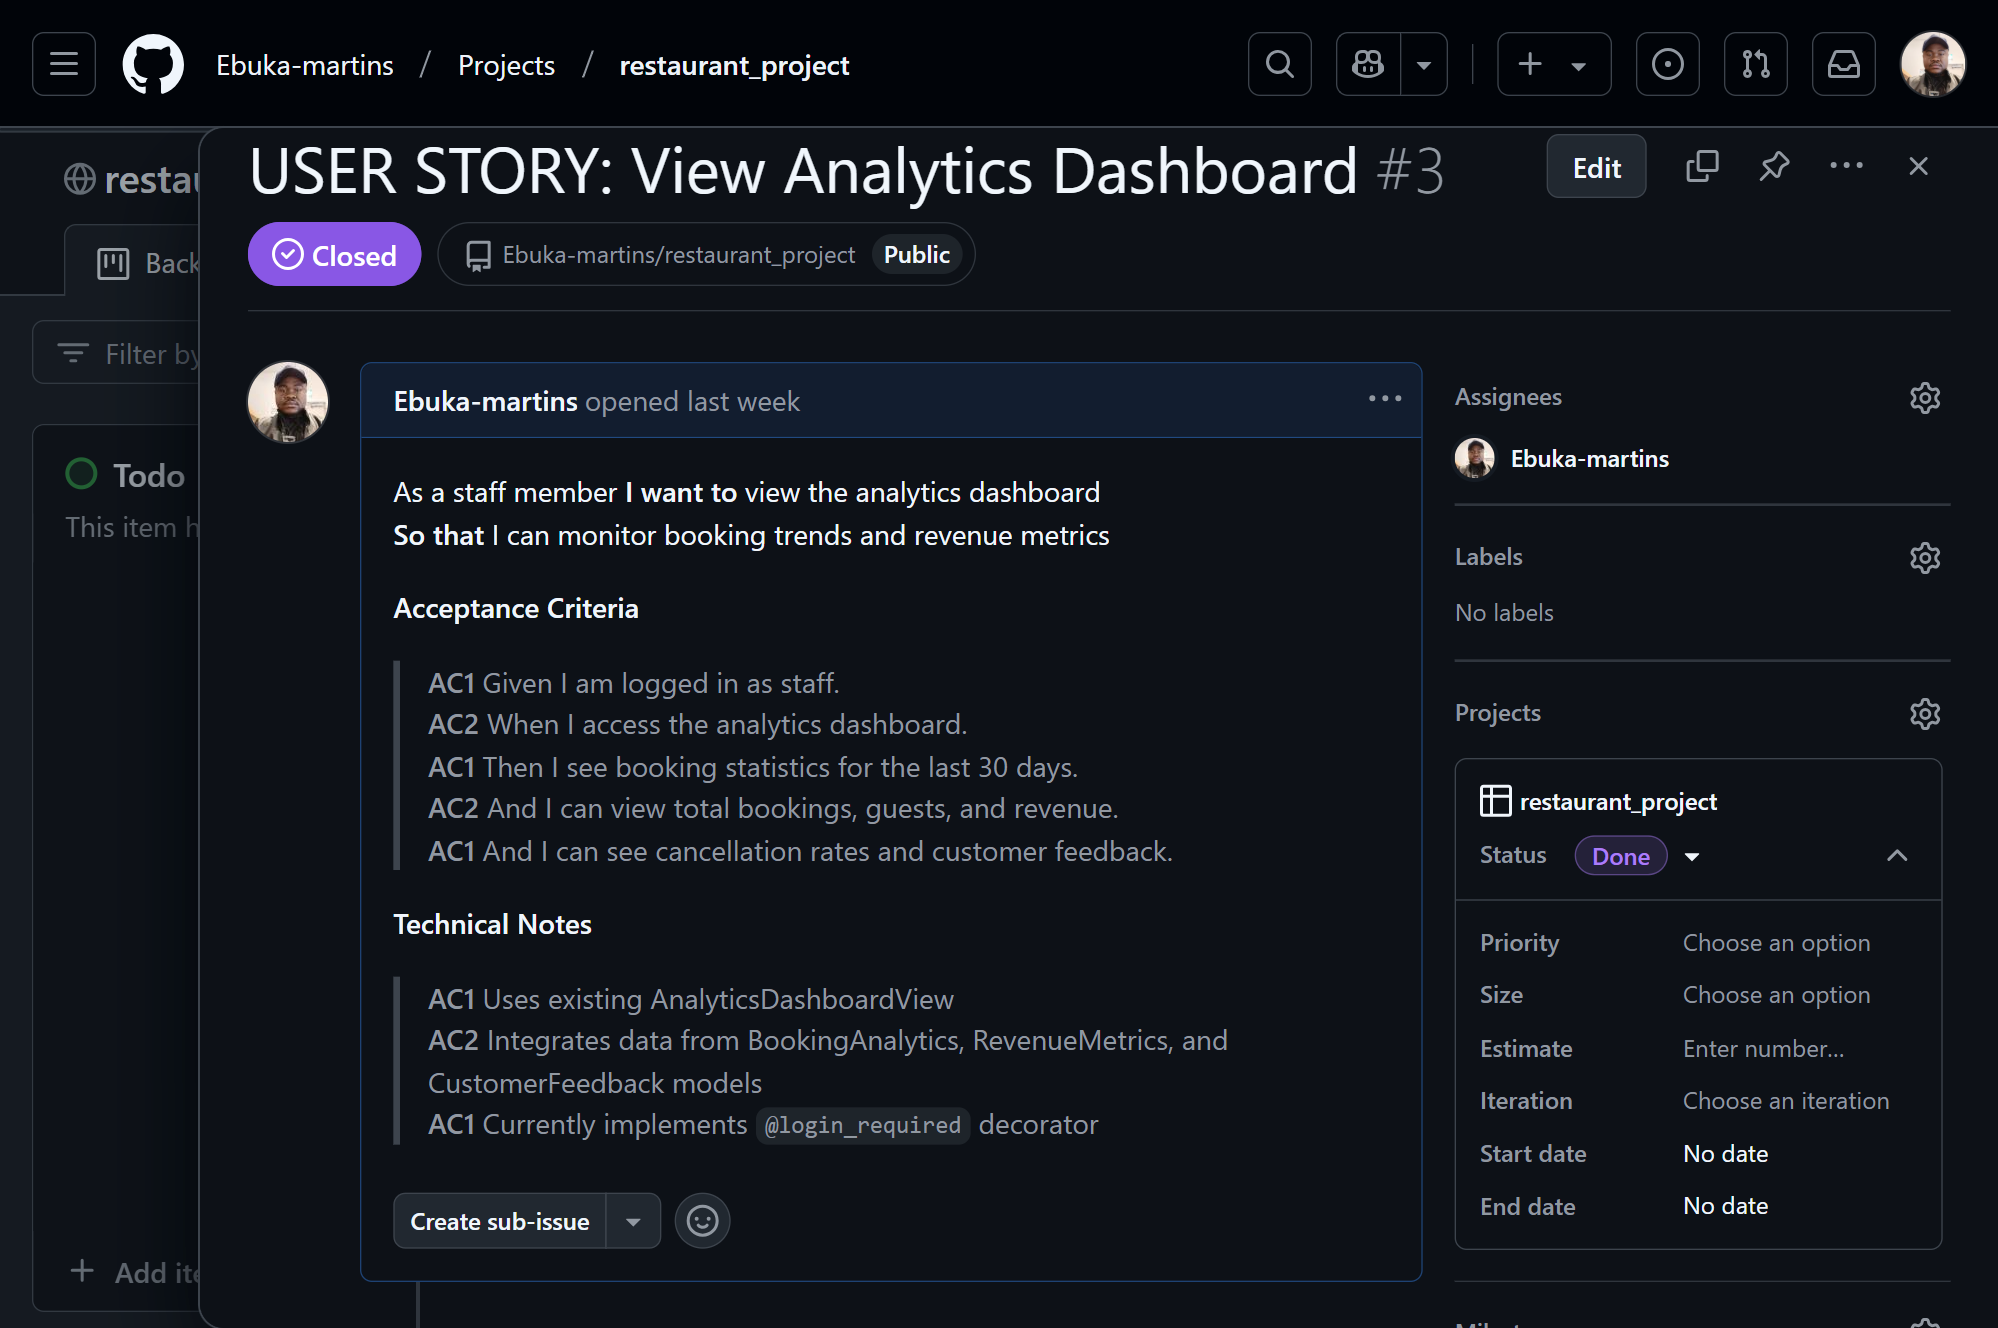 Ebuka-martins / Projects / restaurant_project
USER STORY: View Analytics Dashboard #3
Edit
Closed
Ebuka-martins/restaurant_project Public
Back
Filter by
Todo
This item h
Add ite
Ebuka-martins opened last week
As a staff member I want to view the analytics dashboard
So that I can monitor booking trends and revenue metrics
Acceptance Criteria
AC1 Given I am logged in as staff.
AC2 When I access the analytics dashboard.
AC1 Then I see booking statistics for the last 30 days.
AC2 And I can view total bookings, guests, and revenue.
AC1 And I can see cancellation rates and customer feedback.
Technical Notes
AC1 Uses existing AnalyticsDashboardView
AC2 Integrates data from BookingAnalytics, RevenueMetrics, and
CustomerFeedback models
AC1 Currently implements @login_required decorator
Create sub-issue
Assignees
Ebuka-martins
Labels
No labels
Projects
restaurant_project
Status Done
Priority Choose an option
Size Choose an option
Estimate Enter number...
Iteration Choose an iteration
Start date No date
End date No date